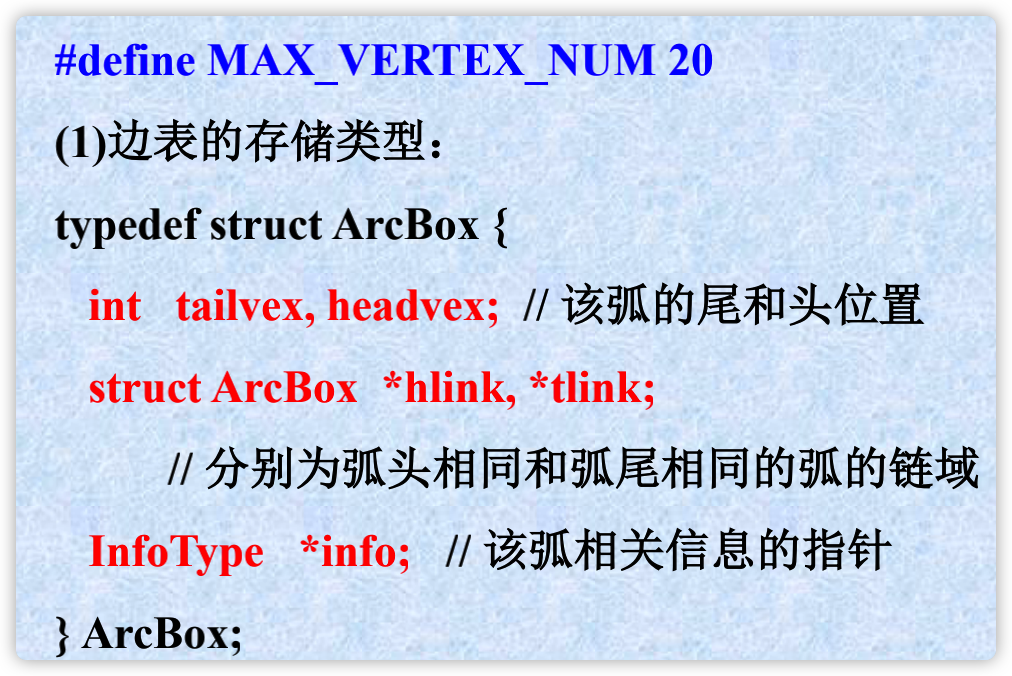 #define MAX_VERTEX_NUM 20
(1)边表的存储类型：
typedef struct ArcBox {
int tailvex, headvex; // 该弧的尾和头位置
struct ArcBox *hlink, *tlink;
// 分别为弧头相同和弧尾相同的弧的链域
InfoType *info; // 该弧相关信息的指针
} ArcBox;